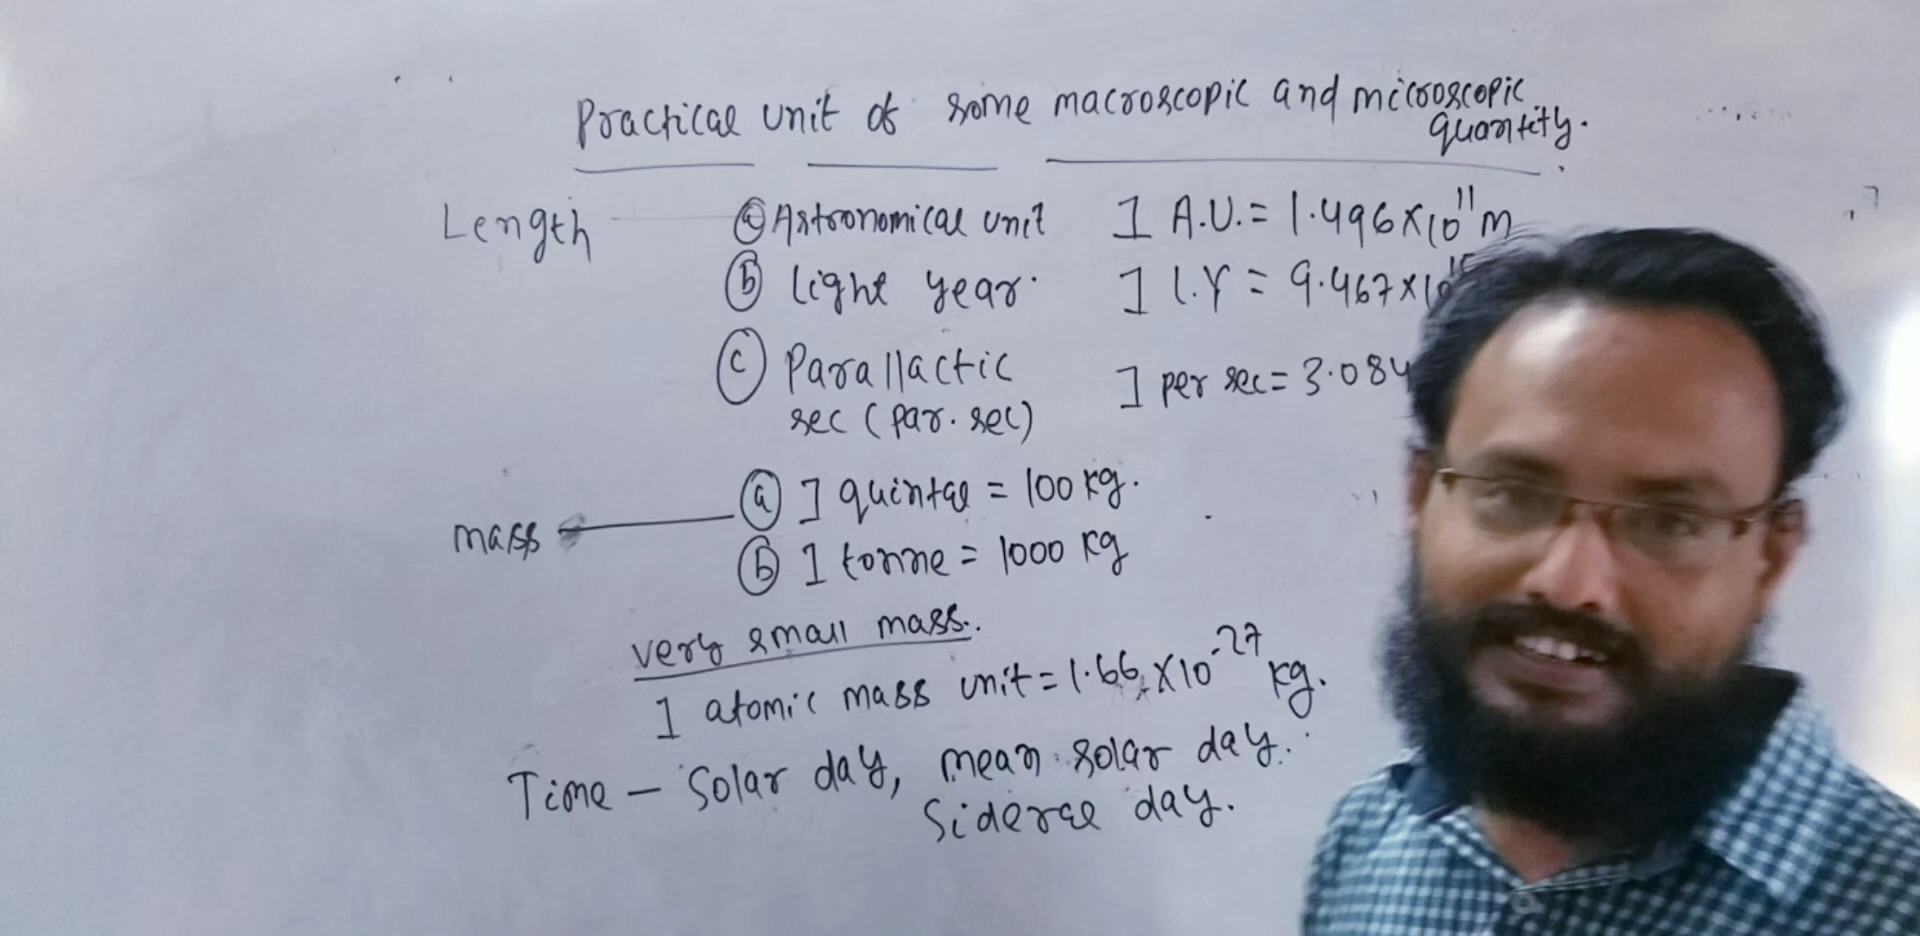 Practical unit of some macroscopic and microscopic
quantity.
Length ⓐ Astronomical unit 1 A.U. = 1.496×10¹¹ m
ⓑ light year. 1 l.Y = 9.467×10
ⓒ Parallactic 1 per sec = 3.084
sec (par. sec)
mass ⓐ 1 quintal = 100 kg.
ⓑ 1 tonne = 1000 kg
very small mass.
1 atomic mass unit = 1.66 ×10⁻²⁷ kg.
Time – Solar day, mean solar day.
Sideral day.